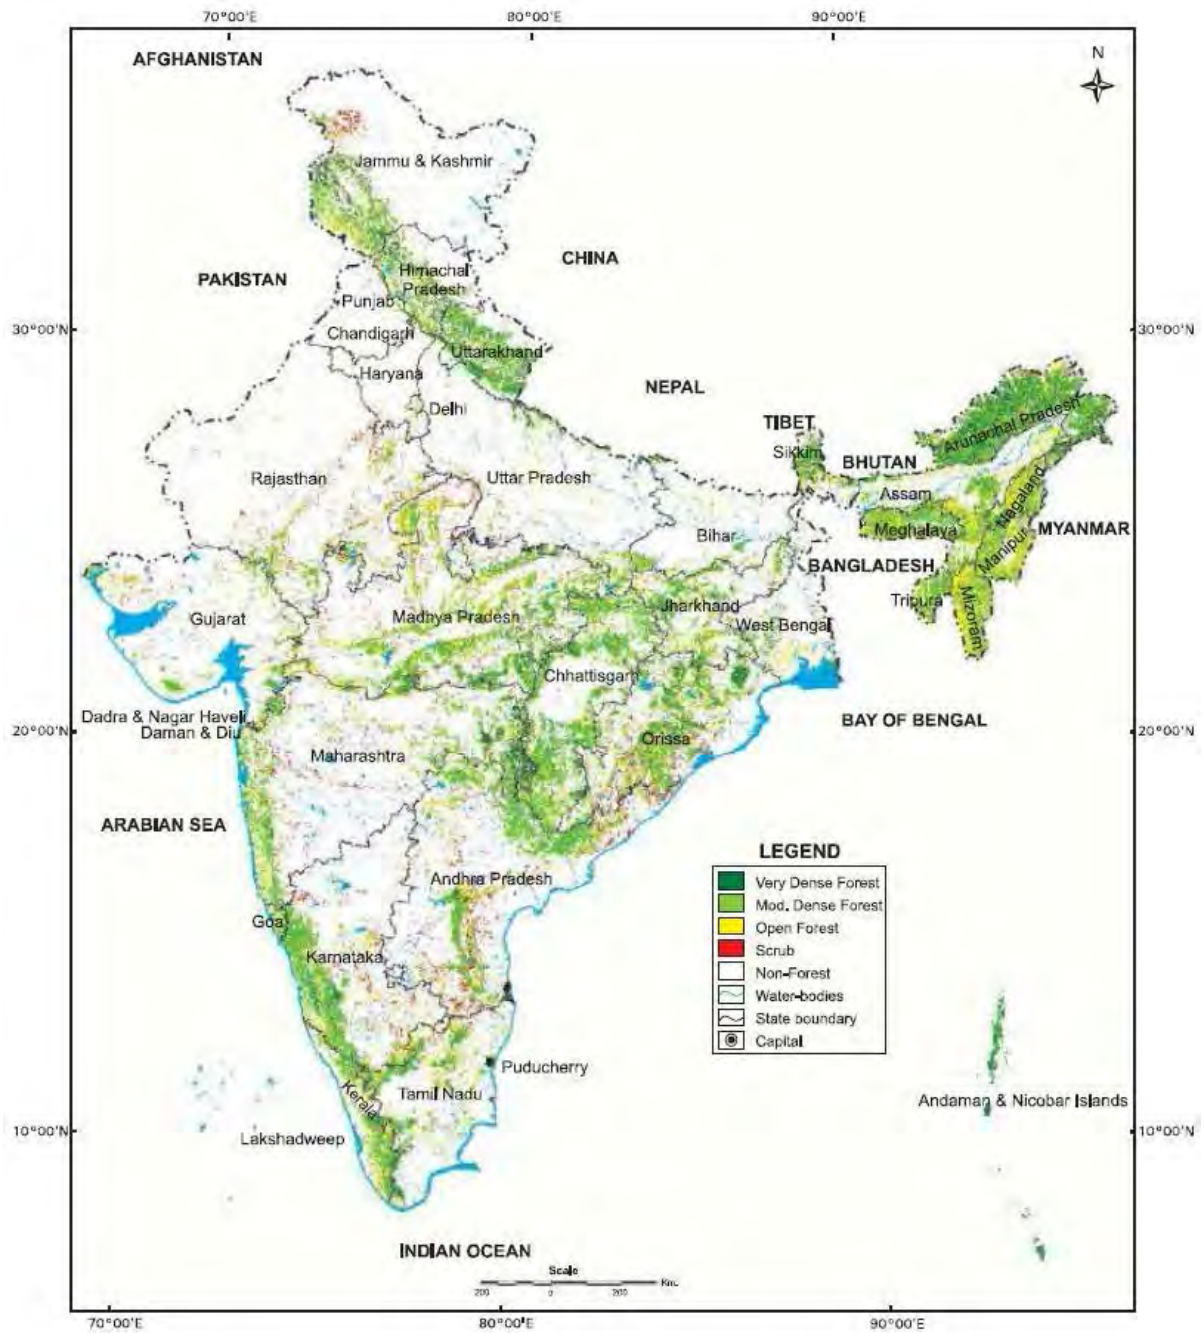 70°00'E
80°00'E
90°00'E
AFGHANISTAN
N
Jammu & Kashmir
CHINA
PAKISTAN
Himachal
Pradesh
Punjab
30°00'N
30°00'N
Chandigarh
Uttarakhand
Haryana
NEPAL
Delhi
TIBET
Arunachal Pradesh
Sikkim
BHUTAN
Rajasthan
Uttar Pradesh
Assam
Nagaland
Meghalaya
MYANMAR
Bihar
Manipur
BANGLADESH
Tripura
Jharkhand
Mizoram
Gujarat
Madhya Pradesh
West Bengal
Chhattisgarh
Dadra & Nagar Haveli
Daman & Diu
BAY OF BENGAL
20°00'N
20°00'N
Orissa
Maharashtra
ARABIAN SEA
LEGEND
Very Dense Forest
Mod. Dense Forest
Open Forest
Scrub
Non-Forest
Water-bodies
State boundary
Capital
Andhra Pradesh
Goa
Karnataka
Puducherry
Kerala
Tamil Nadu
Andaman & Nicobar Islands
10°00'N
10°00'N
Lakshadweep
INDIAN OCEAN
Scale
200 0 200 Km.
70°00'E
80°00'E
90°00'E